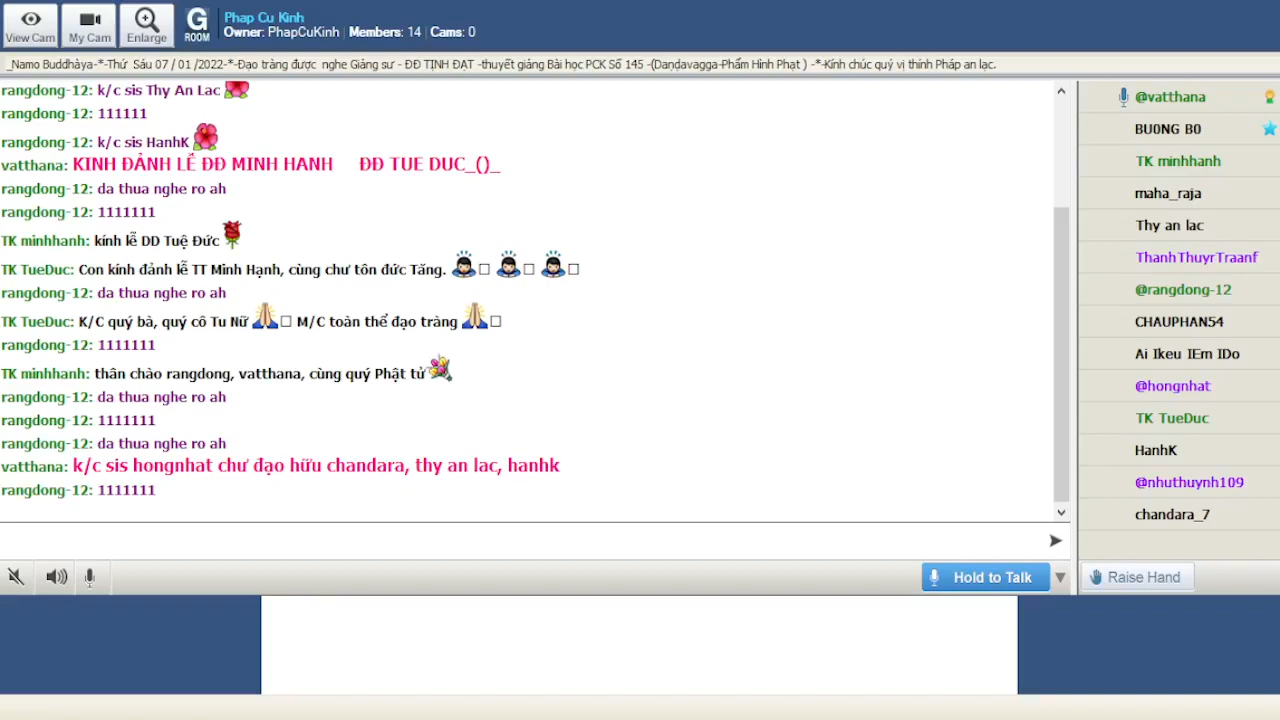 View Cam
My Cam
Enlarge
G
ROOM
Phap Cu Kinh
Owner: PhapCuKinh | Members: 14 | Cams: 0
_Namo Buddhàya-*-Thứ Sáu 07 / 01 /2022-*-Đạo tràng được nghe Giảng sư - ĐĐ TỊNH ĐẠT -thuyết giảng Bài học PCK Số 145 -(Daṇḍavagga-Phẩm Hình Phạt ) -*-Kính chúc quý vị thính Pháp an lạc.
rangdong-12: k/c sis Thy An Lac
rangdong-12: 111111
rangdong-12: k/c sis HanhK
vatthana: KINH ĐẢNH LỄ ĐĐ MINH HANH ĐĐ TUE DUC_()_
rangdong-12: da thua nghe ro ah
rangdong-12: 1111111
TK minhhanh: kính lễ DD Tuệ Đức
TK TueDuc: Con kính đảnh lễ TT Minh Hạnh, cùng chư tôn đức Tăng.
rangdong-12: da thua nghe ro ah
TK TueDuc: K/C quý bà, quý cô Tu Nữ M/C toàn thể đạo tràng
rangdong-12: 1111111
TK minhhanh: thân chào rangdong, vatthana, cùng quý Phật tử
rangdong-12: da thua nghe ro ah
rangdong-12: 1111111
rangdong-12: da thua nghe ro ah
vatthana: k/c sis hongnhat chư đạo hữu chandara, thy an lac, hanhk
rangdong-12: 1111111
@vatthana
BU0NG B0
TK minhhanh
maha_raja
Thy an lac
ThanhThuyrTraanf
@rangdong-12
CHAUPHAN54
Ai Ikeu IEm IDo
@hongnhat
TK TueDuc
HanhK
@nhuthuynh109
chandara_7
Hold to Talk
Raise Hand